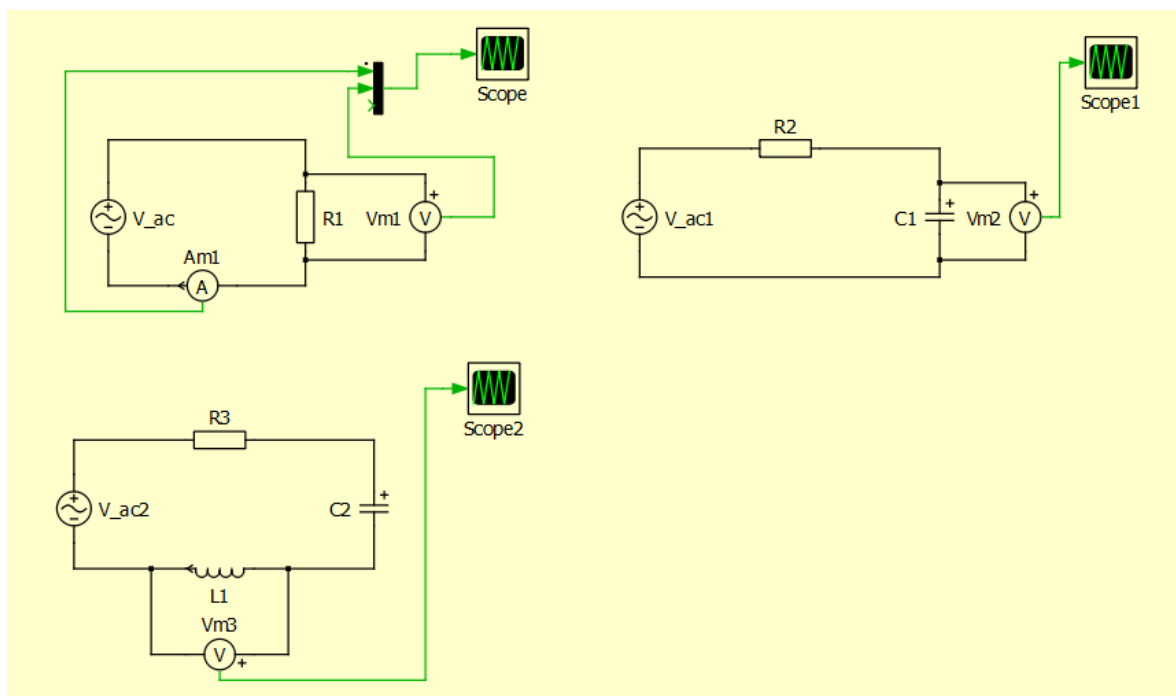 Scope
V_ac
R1
Vm1
V
Am1
A
Scope1
R2
V_ac1
C1
Vm2
V
Scope2
R3
V_ac2
C2
L1
Vm3
V